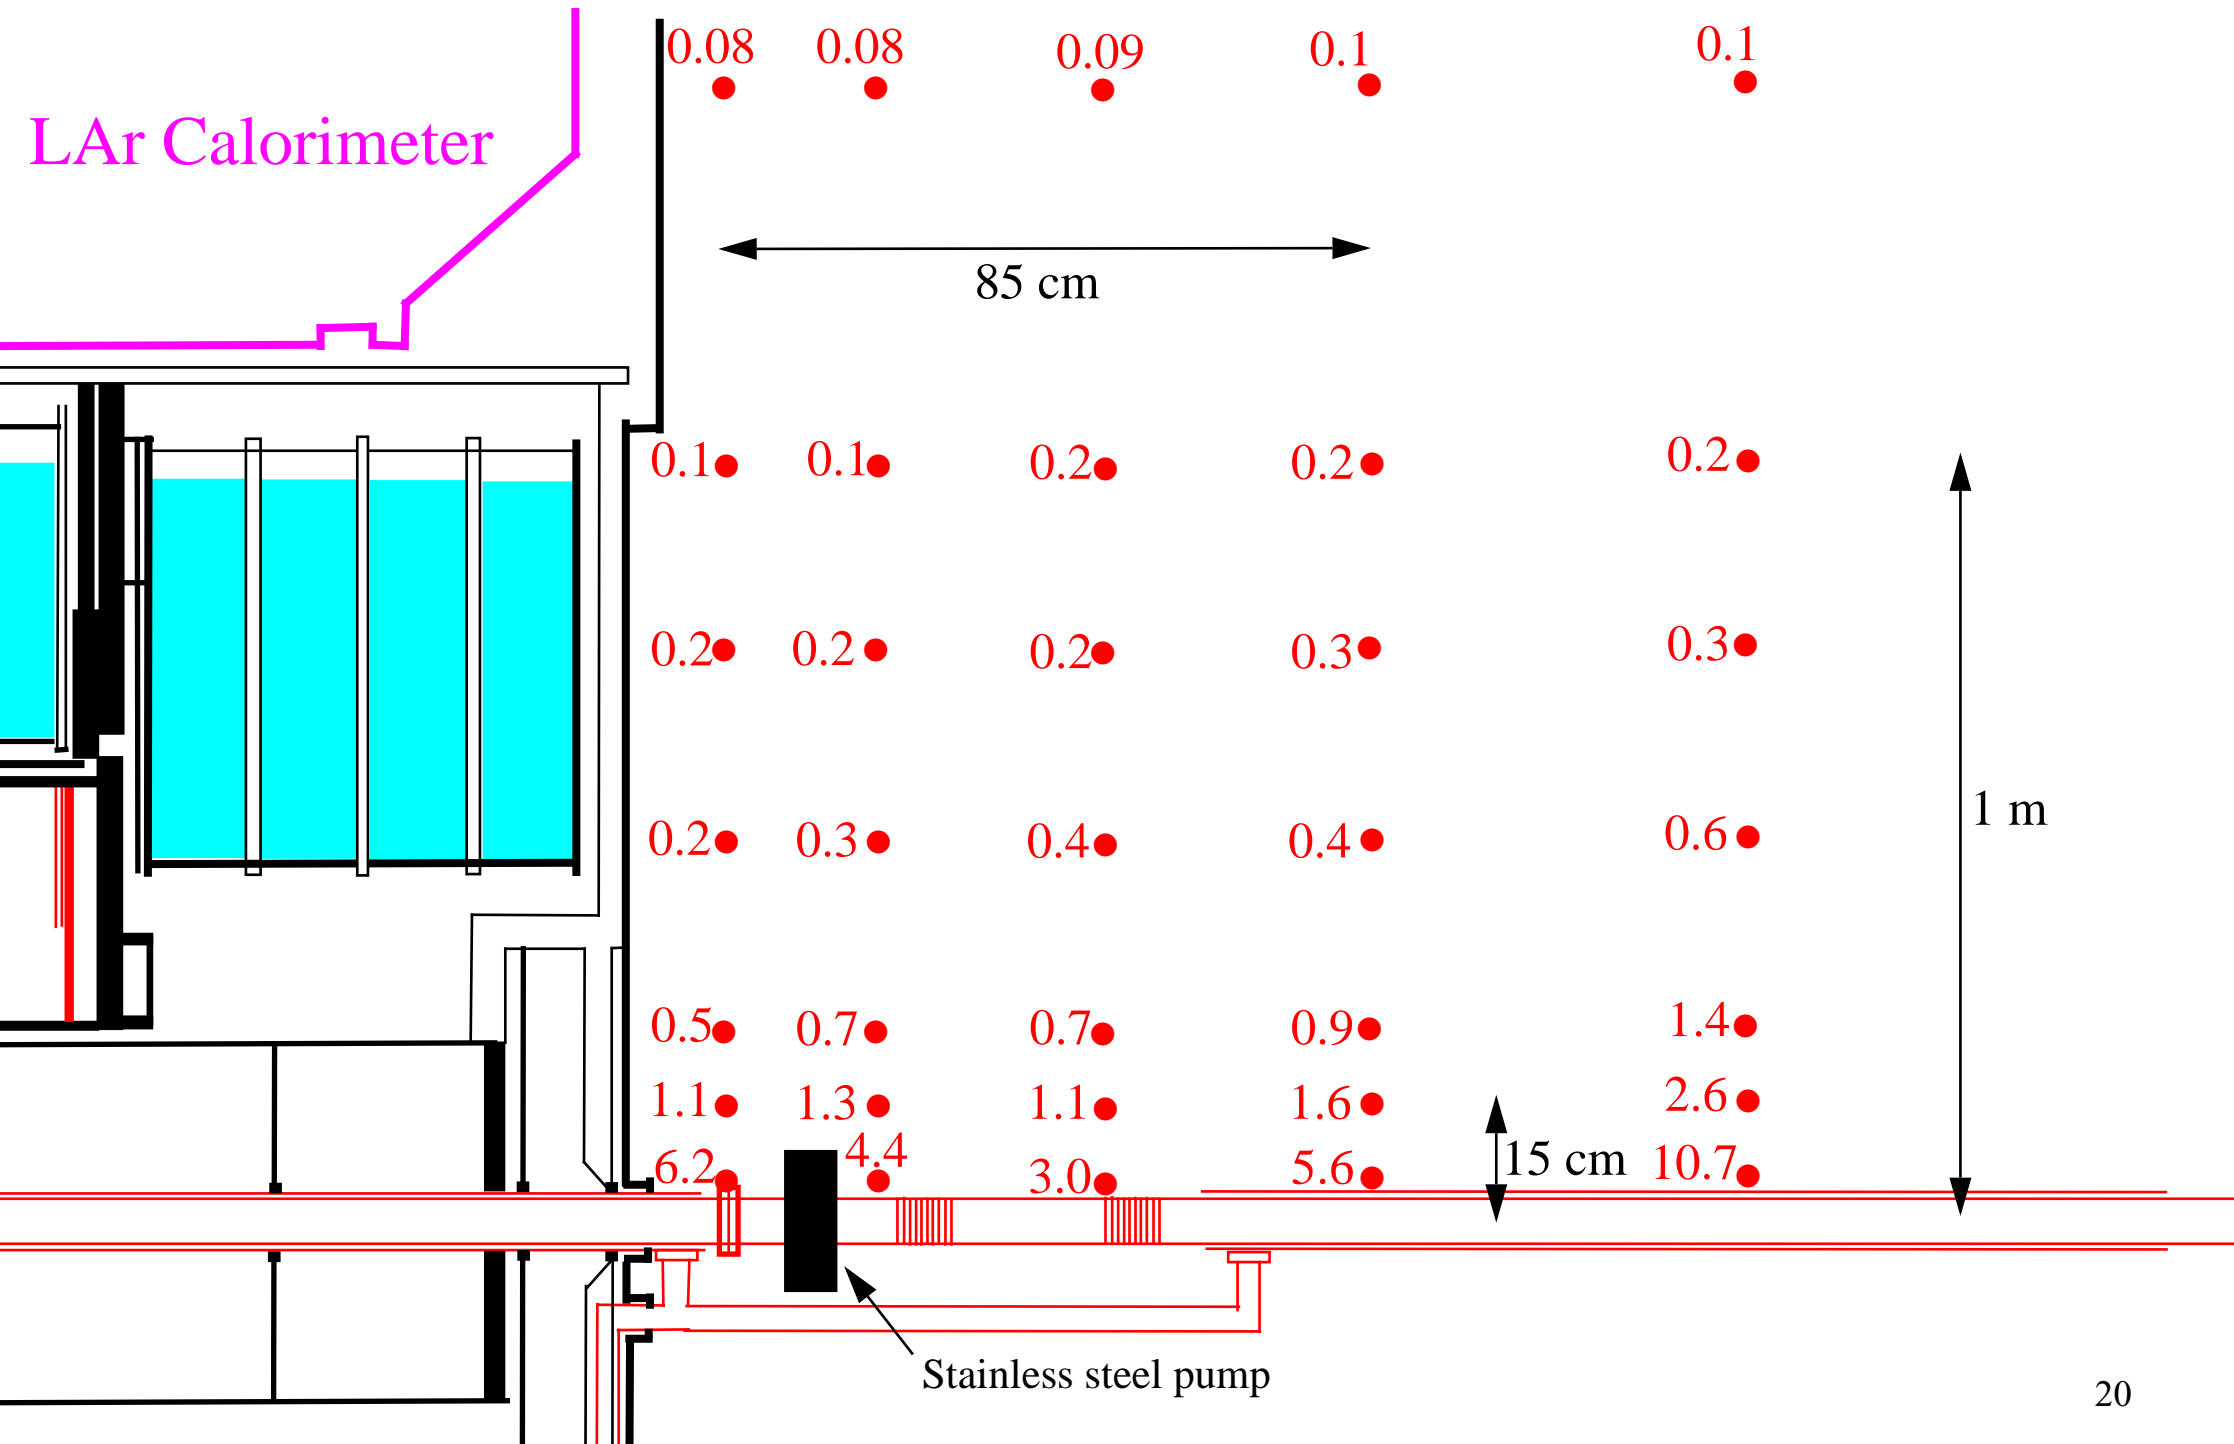 0.08 0.08 0.09 0.1 0.1
LAr Calorimeter
85 cm
0.1 0.1 0.2 0.2 0.2
0.2 0.2 0.2 0.3 0.3
1 m
0.2 0.3 0.4 0.4 0.6
0.5 0.7 0.7 0.9 1.4
1.1 1.3 1.1 1.6 2.6
6.2 4.4 3.0 5.6 10.7
15 cm
Stainless steel pump
20